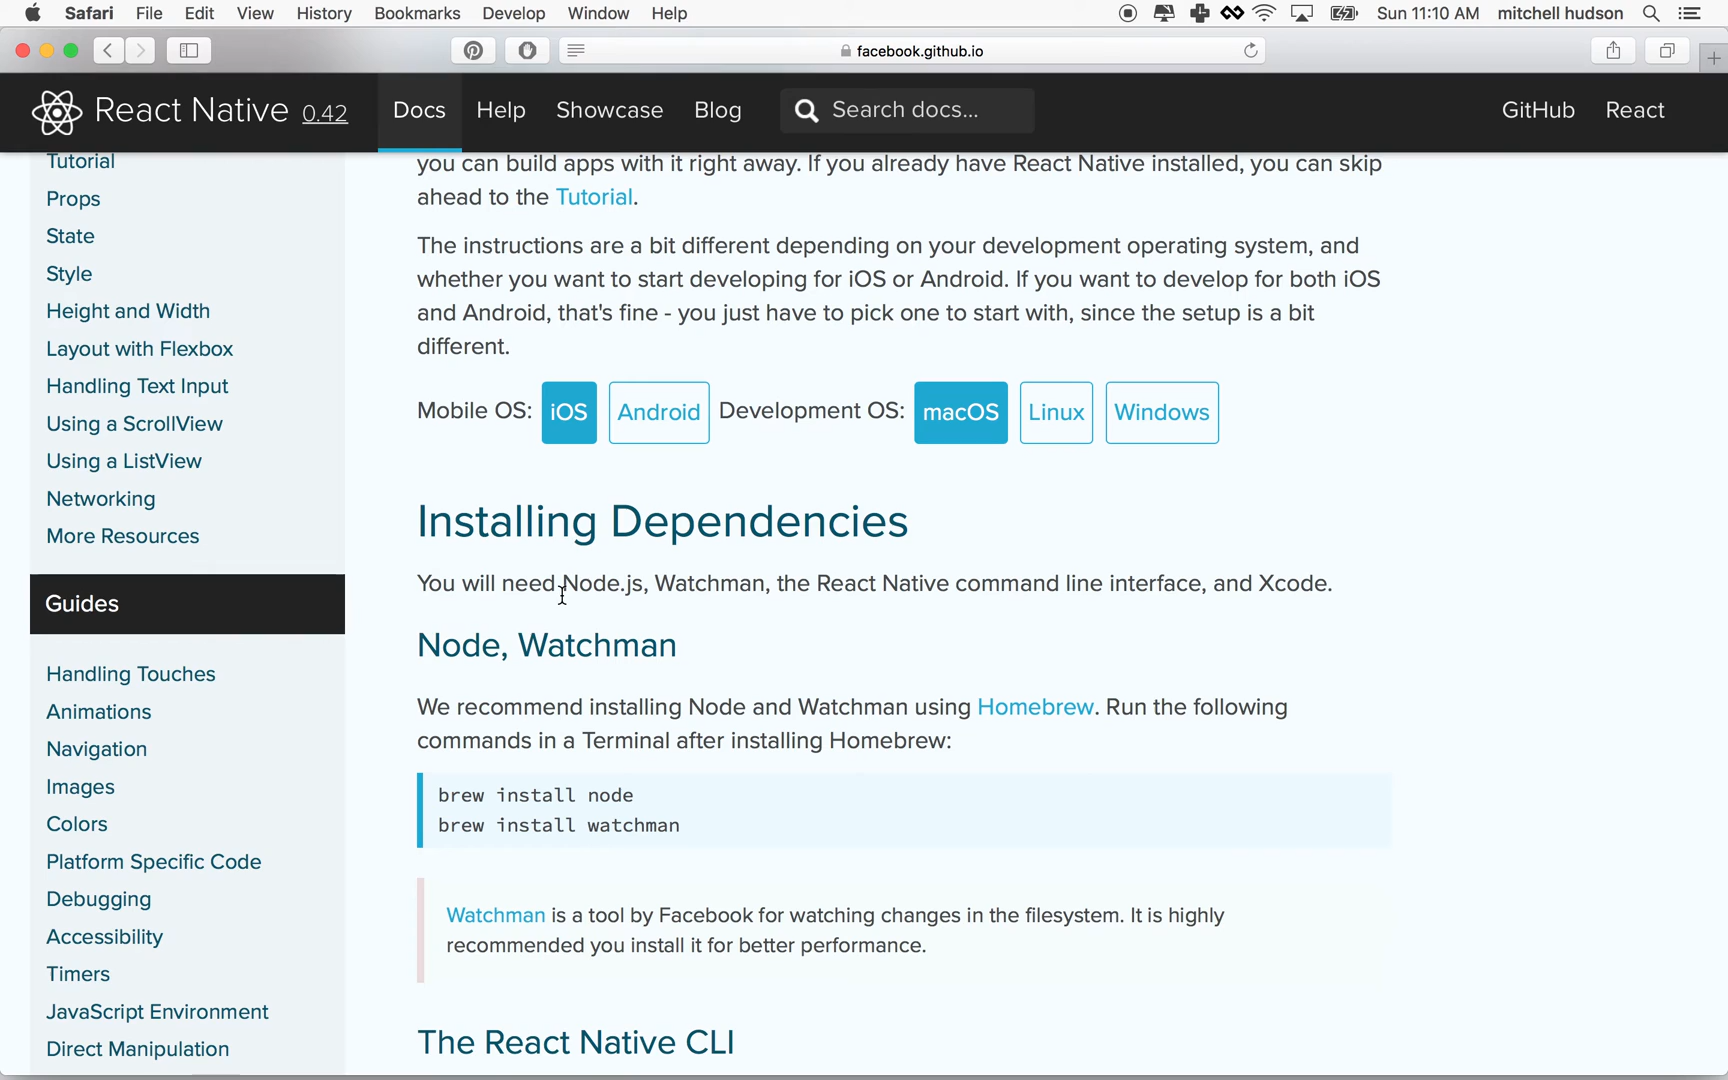 Safari File Edit View History Bookmarks Develop Window Help Sun 11:10 AM mitchell hudson
facebook.github.io
React Native 0.42 Docs Help Showcase Blog Search docs... GitHub React
Tutorial
Props
State
Style
Height and Width
Layout with Flexbox
Handling Text Input
Using a ScrollView
Using a ListView
Networking
More Resources
Guides
Handling Touches
Animations
Navigation
Images
Colors
Platform Specific Code
Debugging
Accessibility
Timers
JavaScript Environment
Direct Manipulation
you can build apps with it right away. If you already have React Native installed, you can skip
ahead to the Tutorial.
The instructions are a bit different depending on your development operating system, and
whether you want to start developing for iOS or Android. If you want to develop for both iOS
and Android, that's fine - you just have to pick one to start with, since the setup is a bit
different.
Mobile OS: iOS Android Development OS: macOS Linux Windows
Installing Dependencies
You will need Node.js, Watchman, the React Native command line interface, and Xcode.
Node, Watchman
We recommend installing Node and Watchman using Homebrew. Run the following
commands in a Terminal after installing Homebrew:
brew install node
brew install watchman
Watchman is a tool by Facebook for watching changes in the filesystem. It is highly
recommended you install it for better performance.
The React Native CLI